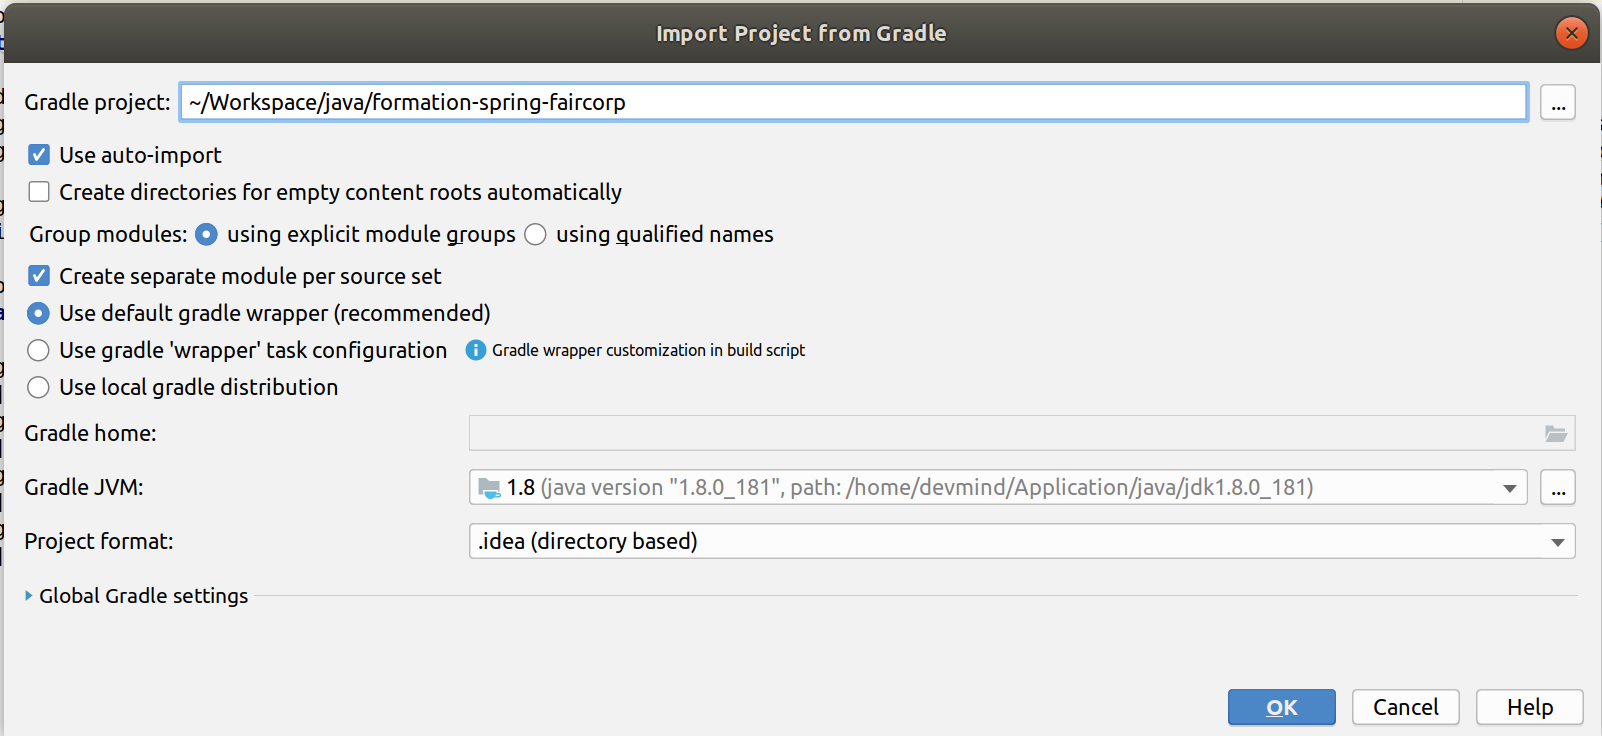 Import Project from Gradle
Gradle project: ~/Workspace/java/formation-spring-faircorp ...
Use auto-import
Create directories for empty content roots automatically
Group modules: using explicit module groups using qualified names
Create separate module per source set
Use default gradle wrapper (recommended)
Use gradle 'wrapper' task configuration Gradle wrapper customization in build script
Use local gradle distribution
Gradle home:
Gradle JVM: 1.8 (java version "1.8.0_181", path: /home/devmind/Application/java/jdk1.8.0_181) ...
Project format: .idea (directory based)
Global Gradle settings
OK Cancel Help